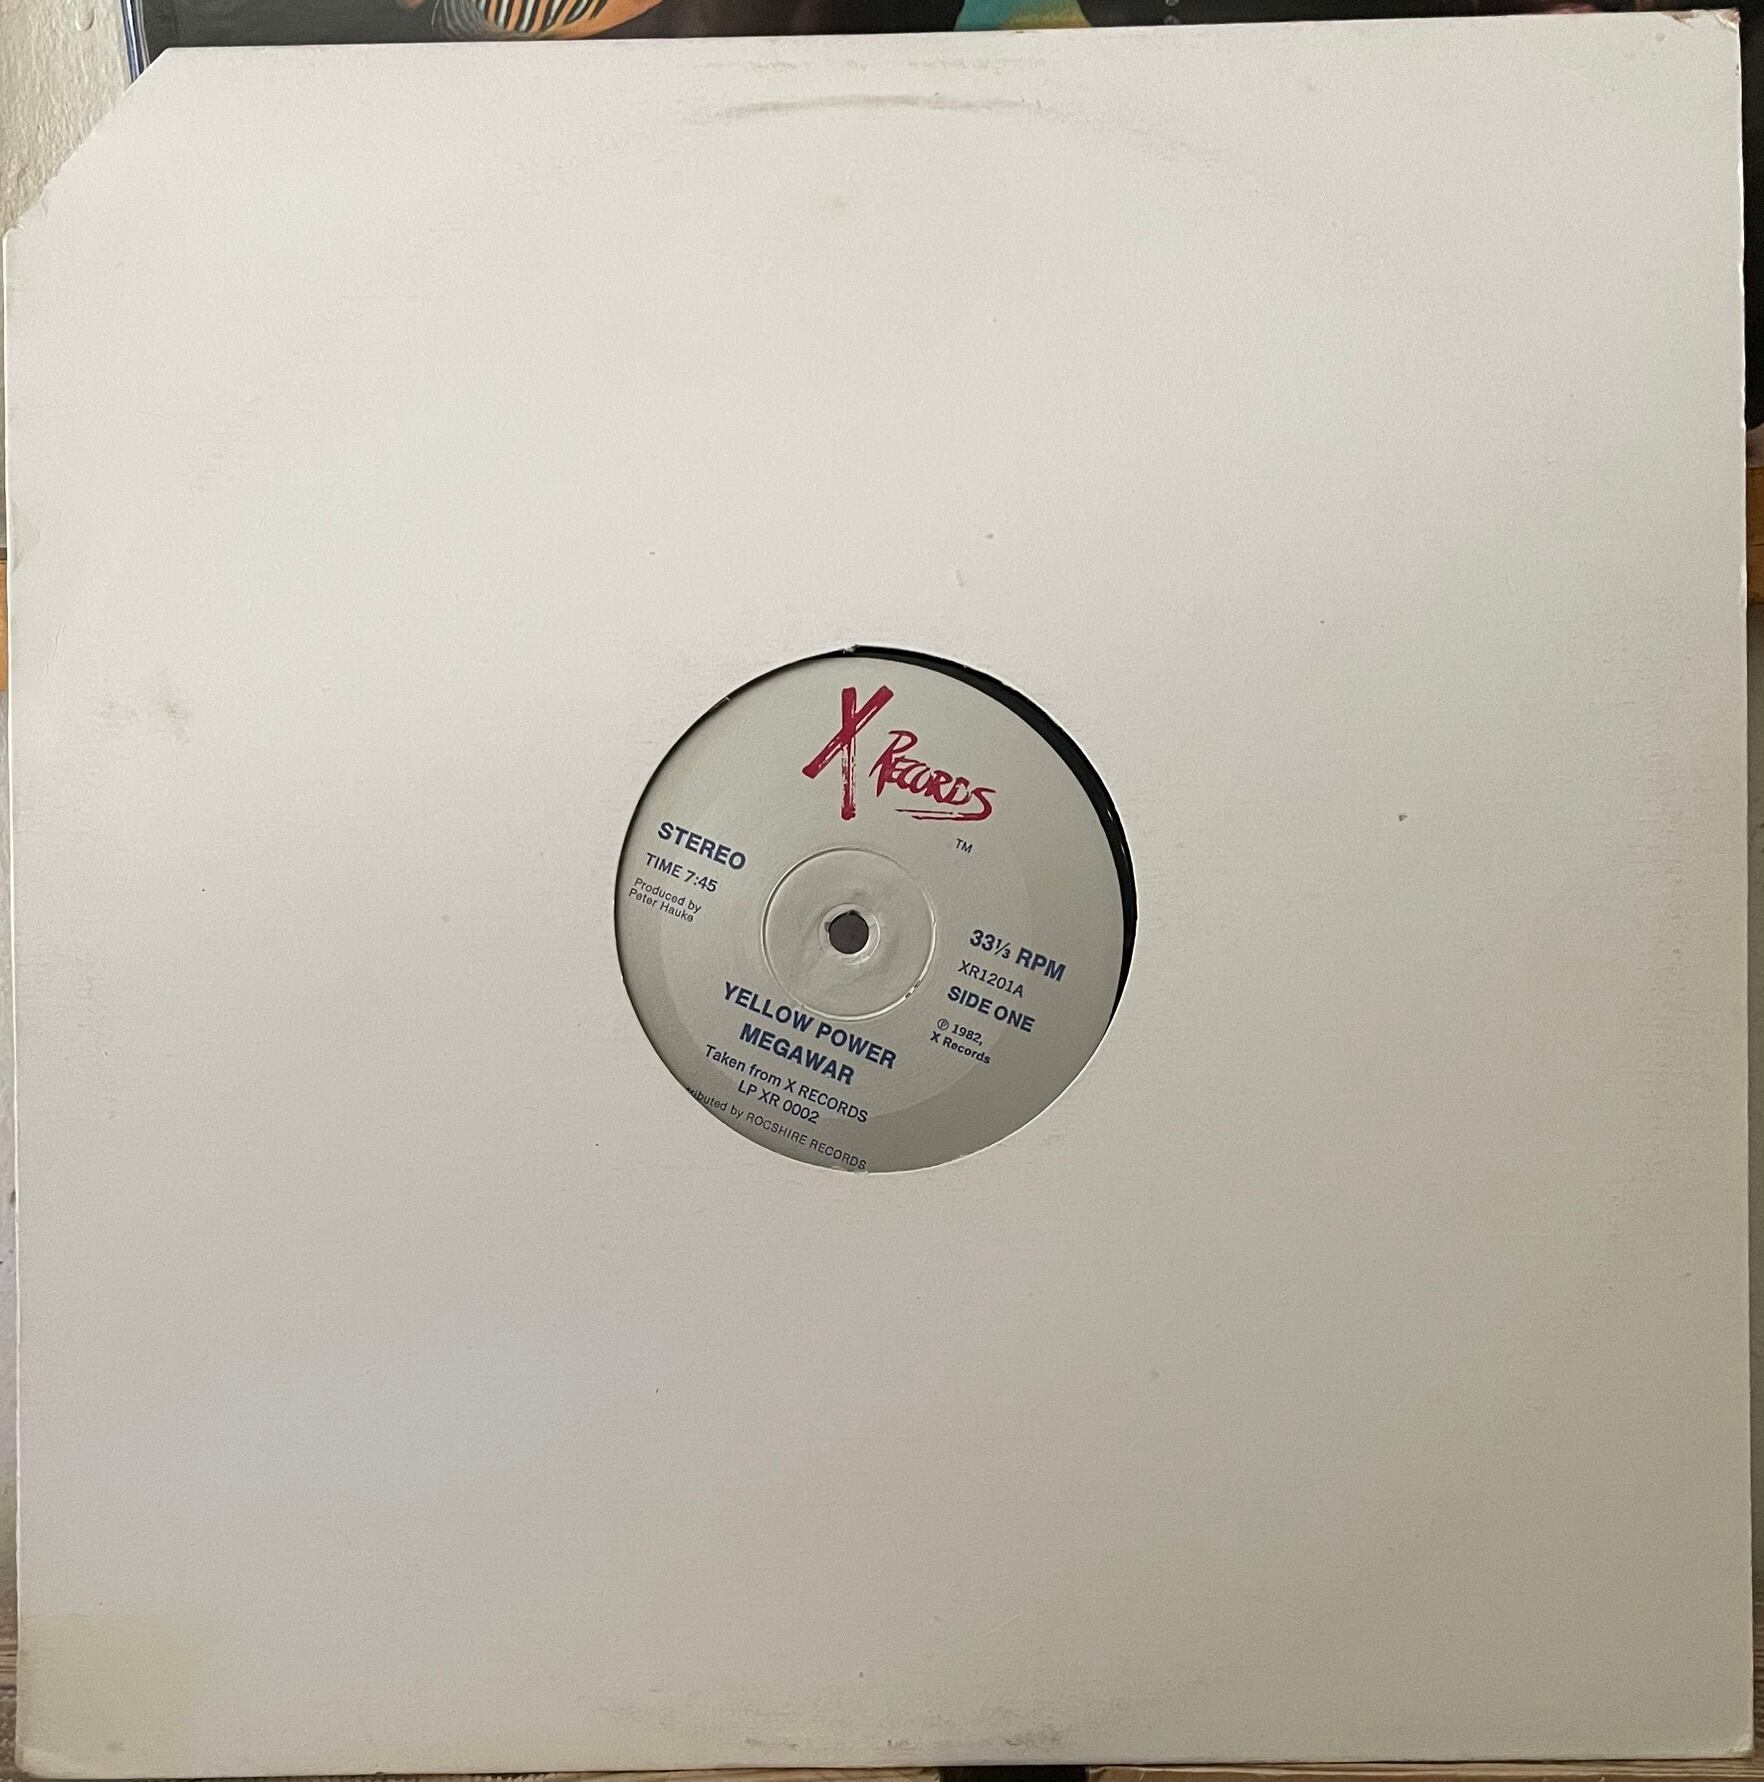 X RECORDS
TM
STEREO
TIME 7:45
Produced by
Peter Hauke
33⅓ RPM
XR1201A
SIDE ONE
℗ 1982,
X Records
YELLOW POWER
MEGAWAR
Taken from X RECORDS
LP XR 0002
by ROCSHIRE RECORDS